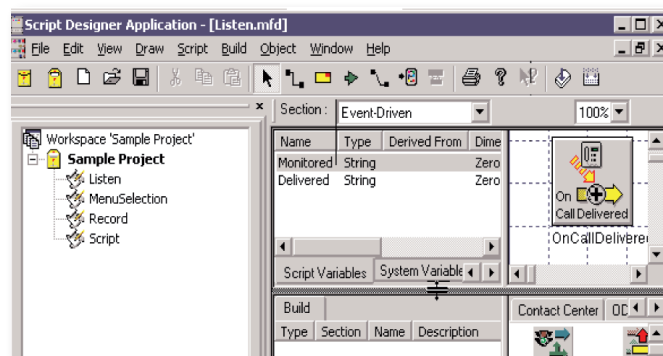 Script Designer Application - [Listen.mfd]
File Edit View Draw Script Build Object Window Help
Section : Event-Driven 100%
Workspace 'Sample Project'
Sample Project
Listen
MenuSelection
Record
Script
Name Type Derived From Dime
Monitored String Zero
Delivered String Zero
Script Variables System Variable
On
Call Delivered
OnCallDelivered
Build
Type Section Name Description
Contact Center OD